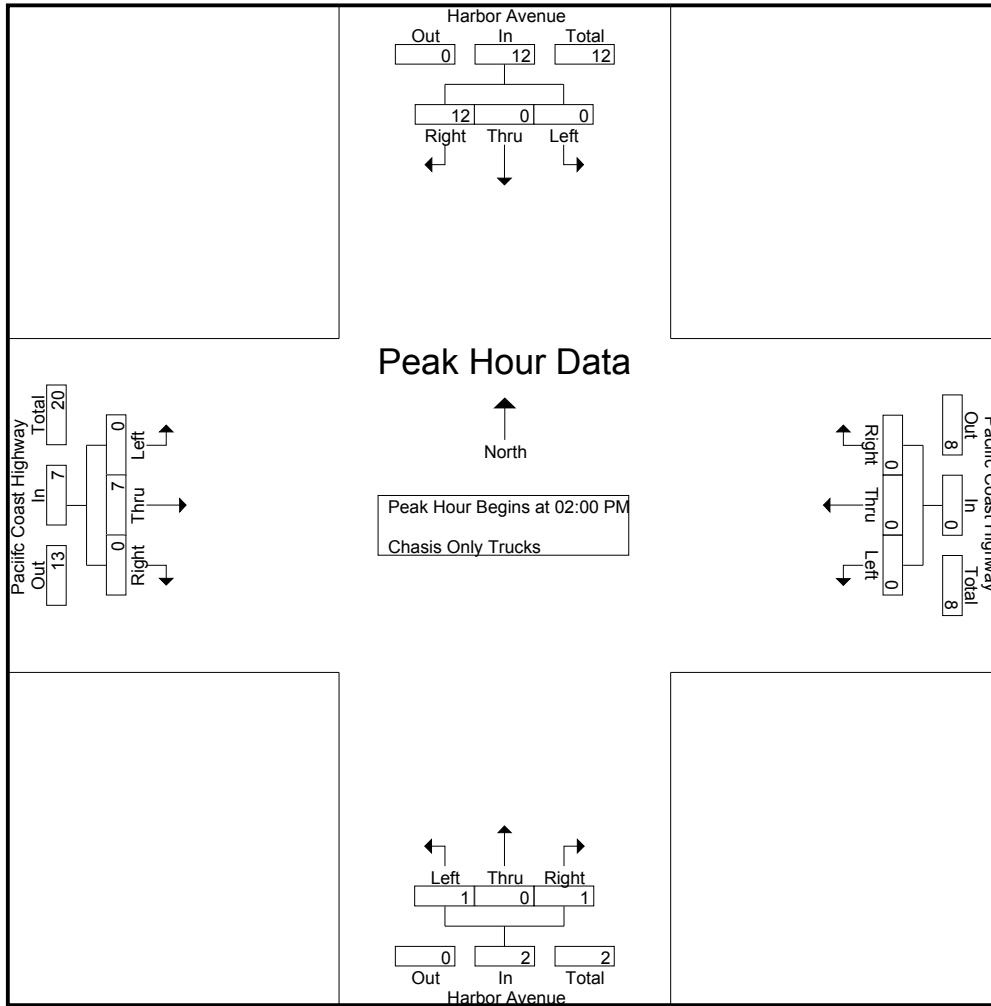 Harbor Avenue
Out In Total
0 12 12
12 0 0
Right Thru Left
Peak Hour Data
North
Peak Hour Begins at 02:00 PM
Chasis Only Trucks
Paciifc Coast Highway
Total In Out
20 7 13
0 7 0
Left Thru Right
Paciifc Coast Highway
Out In Total
8 0 8
0 0 0
Right Thru Left
Left Thru Right
1 0 1
0 2 2
Out In Total
Harbor Avenue